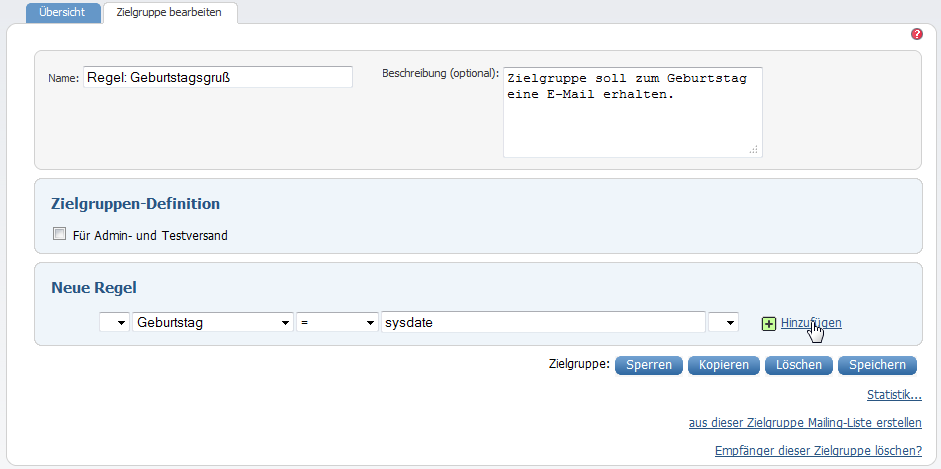 Übersicht Zielgruppe bearbeiten
?
Name: Regel: Geburtstagsgruß Beschreibung (optional): Zielgruppe soll zum Geburtstag
eine E-Mail erhalten.
Zielgruppen-Definition
Für Admin- und Testversand
Neue Regel
Geburtstag = sysdate Hinzufügen
Zielgruppe: Sperren Kopieren Löschen Speichern
Statistik...
aus dieser Zielgruppe Mailing-Liste erstellen
Empfänger dieser Zielgruppe löschen?